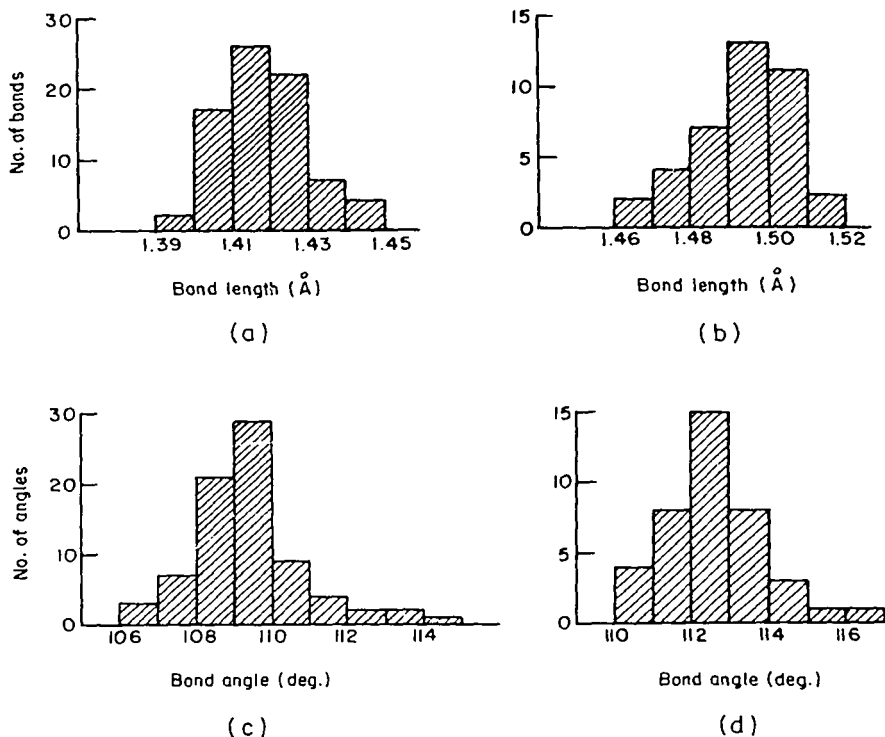 No. of bonds
30
20
10
0
1.39 1.41 1.43 1.45
Bond length (Å)
(a)
15
10
5
0
1.46 1.48 1.50 1.52
Bond length (Å)
(b)
No. of angles
30
20
10
0
106 108 110 112 114
Bond angle (deg.)
(c)
15
10
5
0
110 112 114 116
Bond angle (deg.)
(d)